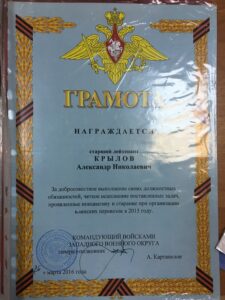 ГРАМОТА
НАГРАЖДАЕТСЯ
старший лейтенант
КРЫЛОВ
Александр Николаевич
За добросовестное выполнение своих должностных
обязанностей, четкое исполнение поставленных задач,
проявленные инициативу и старание при организации
воинских перевозок в 2015 году.
КОМАНДУЮЩИЙ ВОЙСКАМИ
ЗАПАДНОГО ВОЕННОГО ОКРУГА
генерал-полковник
А. Картаполов
марта 2016 года